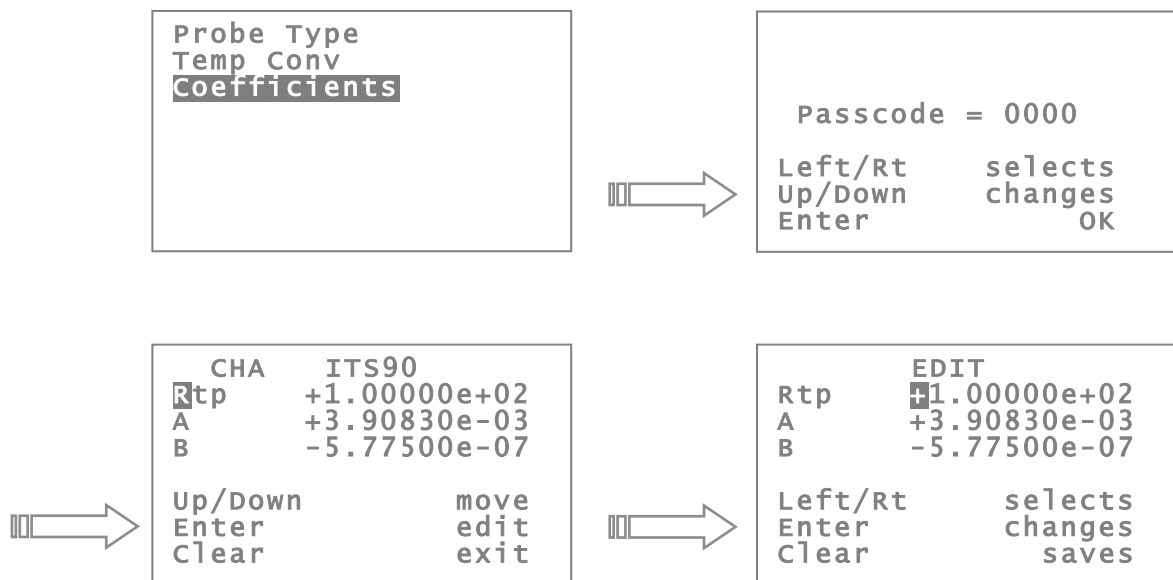 Probe Type
Temp Conv
Coefficients
Passcode = 0000
Left/Rt selects
Up/Down changes
Enter OK
CHA ITS90
Rtp +1.00000e+02
A +3.90830e-03
B -5.77500e-07
Up/Down move
Enter edit
Clear exit
EDIT
Rtp +1.00000e+02
A +3.90830e-03
B -5.77500e-07
Left/Rt selects
Enter changes
Clear saves